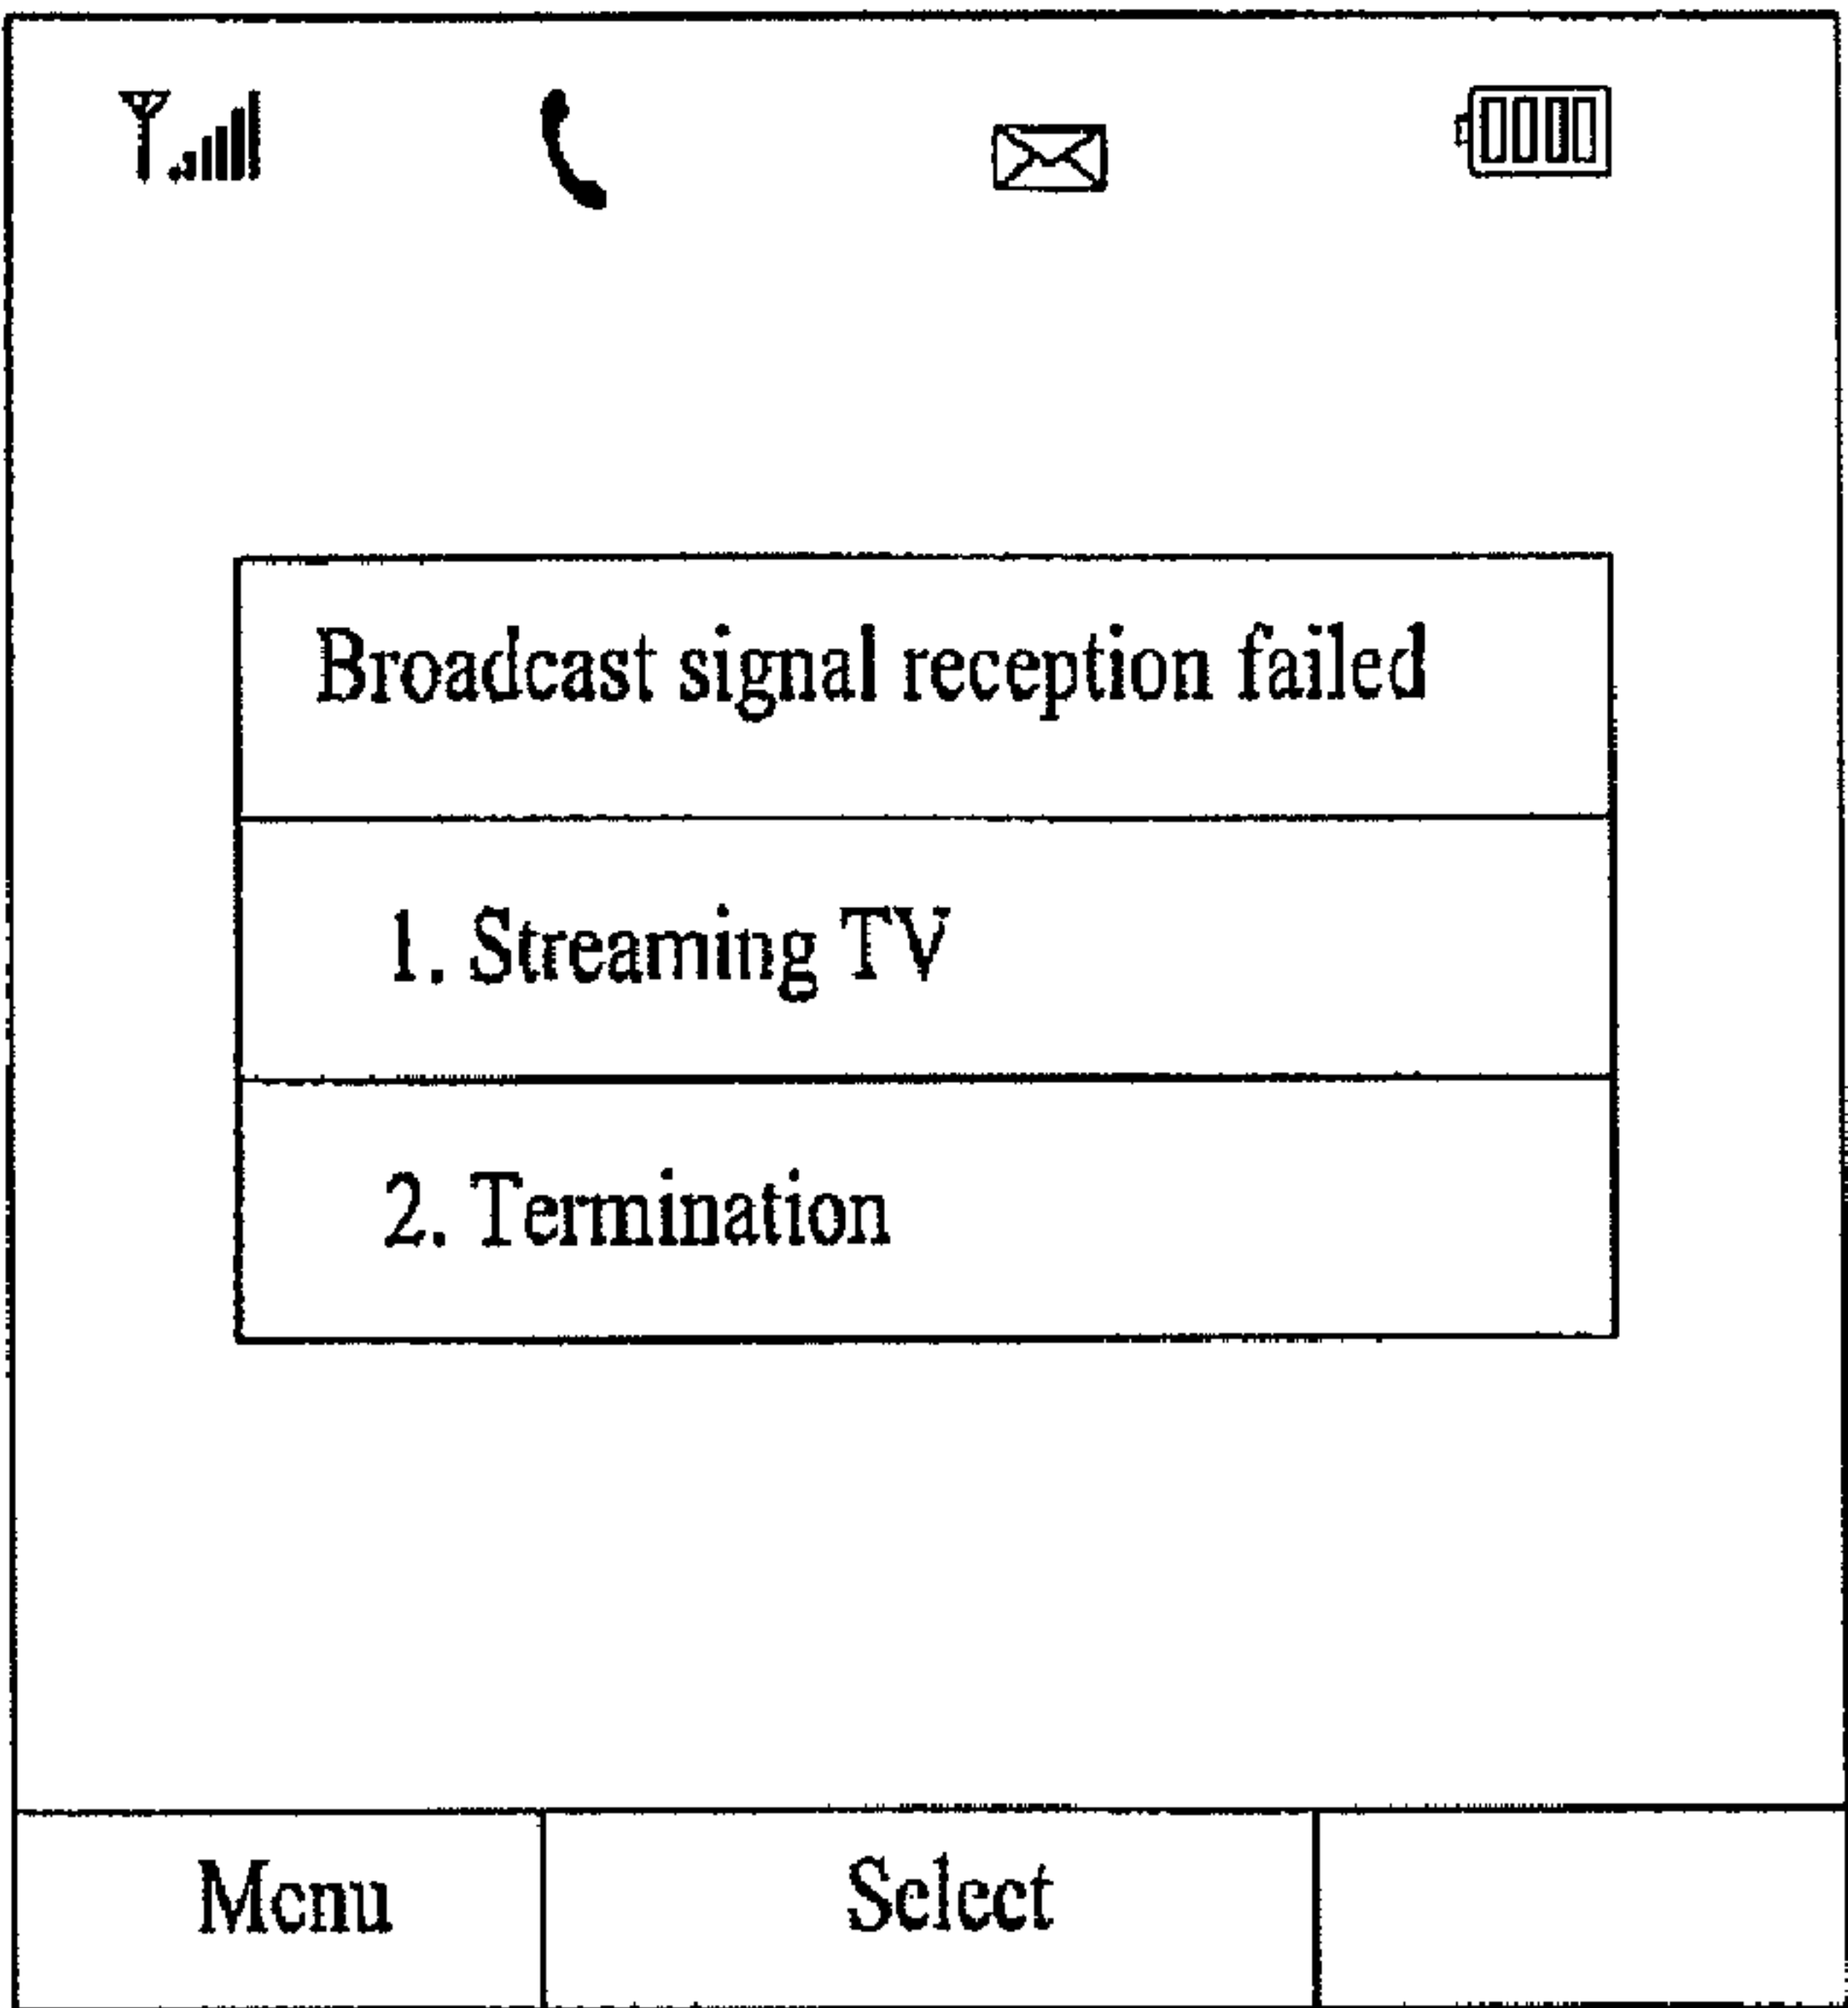 Broadcast signal reception failed
1. Streaming TV
2. Termination
Menu
Select